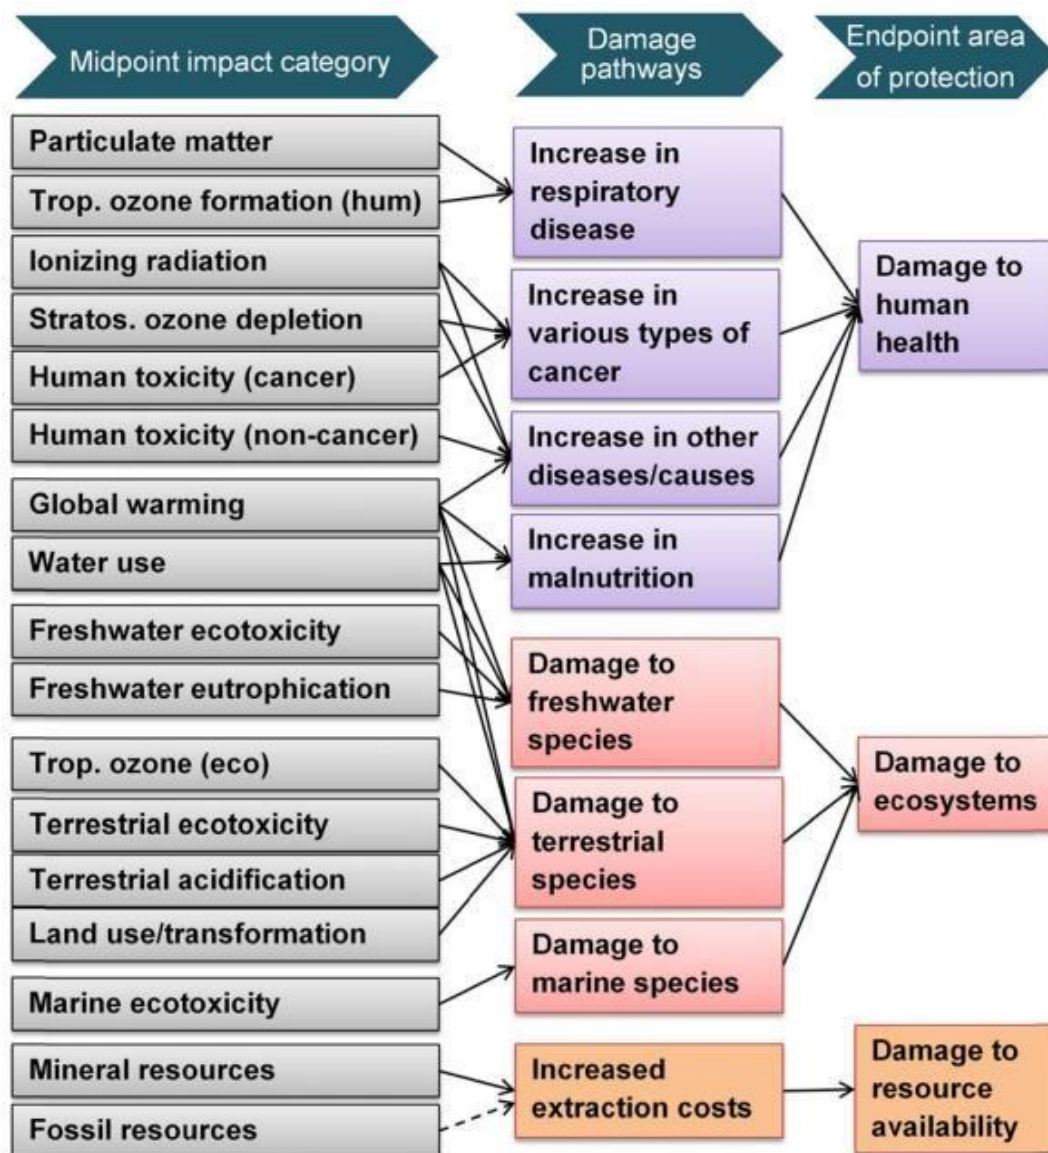 Midpoint impact category
Damage
pathways
Endpoint area
of protection
Particulate matter
Trop. ozone formation (hum)
Ionizing radiation
Stratos. ozone depletion
Human toxicity (cancer)
Human toxicity (non-cancer)
Global warming
Water use
Freshwater ecotoxicity
Freshwater eutrophication
Trop. ozone (eco)
Terrestrial ecotoxicity
Terrestrial acidification
Land use/transformation
Marine ecotoxicity
Mineral resources
Fossil resources
Increase in
respiratory
disease
Increase in
various types of
cancer
Increase in other
diseases/causes
Increase in
malnutrition
Damage to
freshwater
species
Damage to
terrestrial
species
Damage to
marine species
Increased
extraction costs
Damage to
human
health
Damage to
ecosystems
Damage to
resource
availability